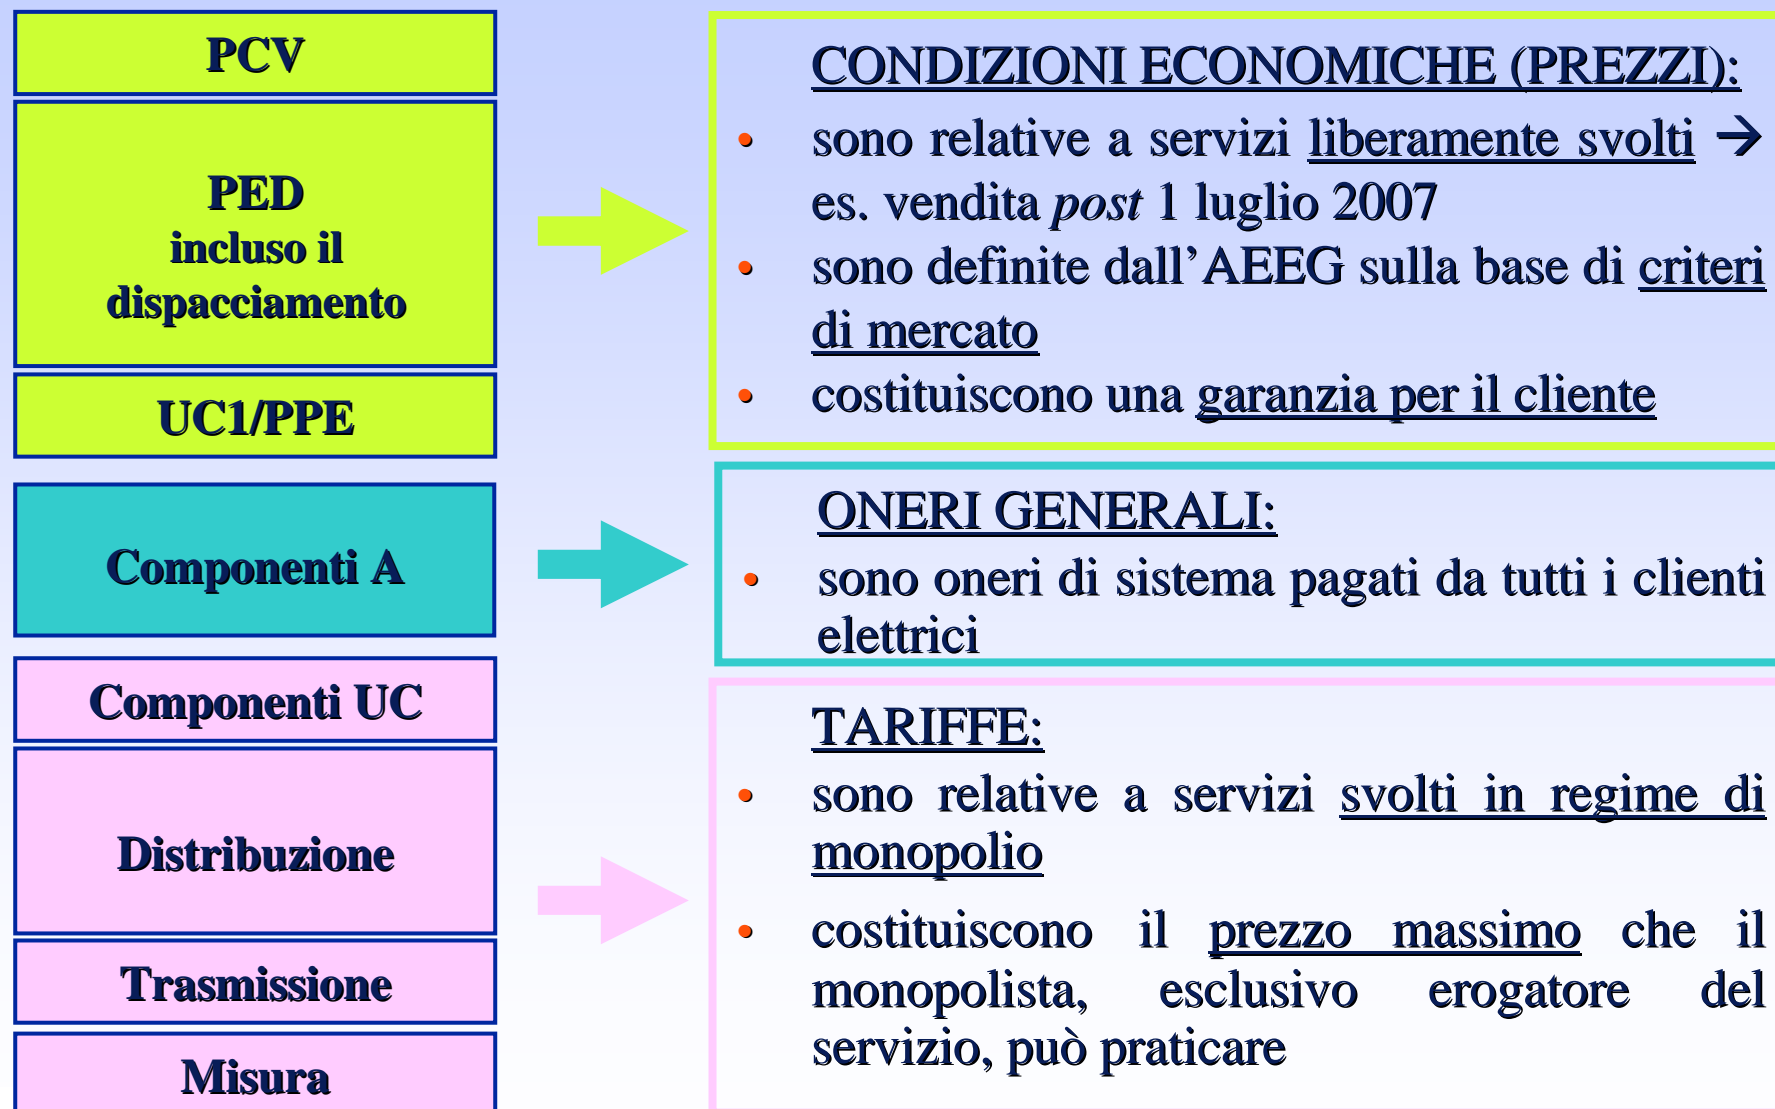 PCV
PED
incluso il
dispacciamento
UC1/PPE
Componenti A
Componenti UC
Distribuzione
Trasmissione
Misura
CONDIZIONI ECONOMICHE (PREZZI):
• sono relative a servizi liberamente svolti →
es. vendita post 1 luglio 2007
• sono definite dall’AEEG sulla base di criteri
di mercato
• costituiscono una garanzia per il cliente
ONERI GENERALI:
• sono oneri di sistema pagati da tutti i clienti
elettrici
TARIFFE:
• sono relative a servizi svolti in regime di
monopolio
• costituiscono il prezzo massimo che il
monopolista, esclusivo erogatore del
servizio, può praticare